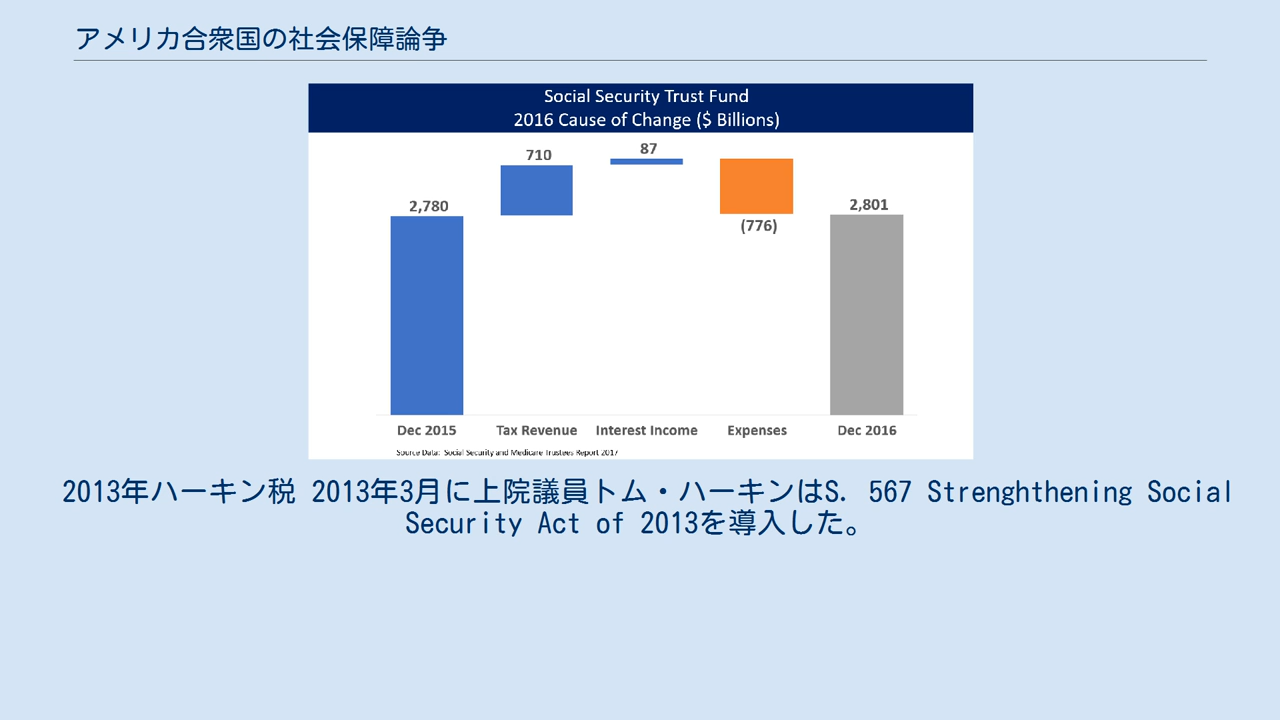 アメリカ合衆国の社会保障論争
Social Security Trust Fund
2016 Cause of Change ($ Billions)
2,780
710
87
(776)
2,801
Dec 2015
Tax Revenue
Interest Income
Expenses
Dec 2016
Source Data: Social Security and Medicare Trustees Report 2017
2013年ハーキン税 2013年3月に上院議員トム・ハーキンはS. 567 Strenghthening Social
Security Act of 2013を導入した。